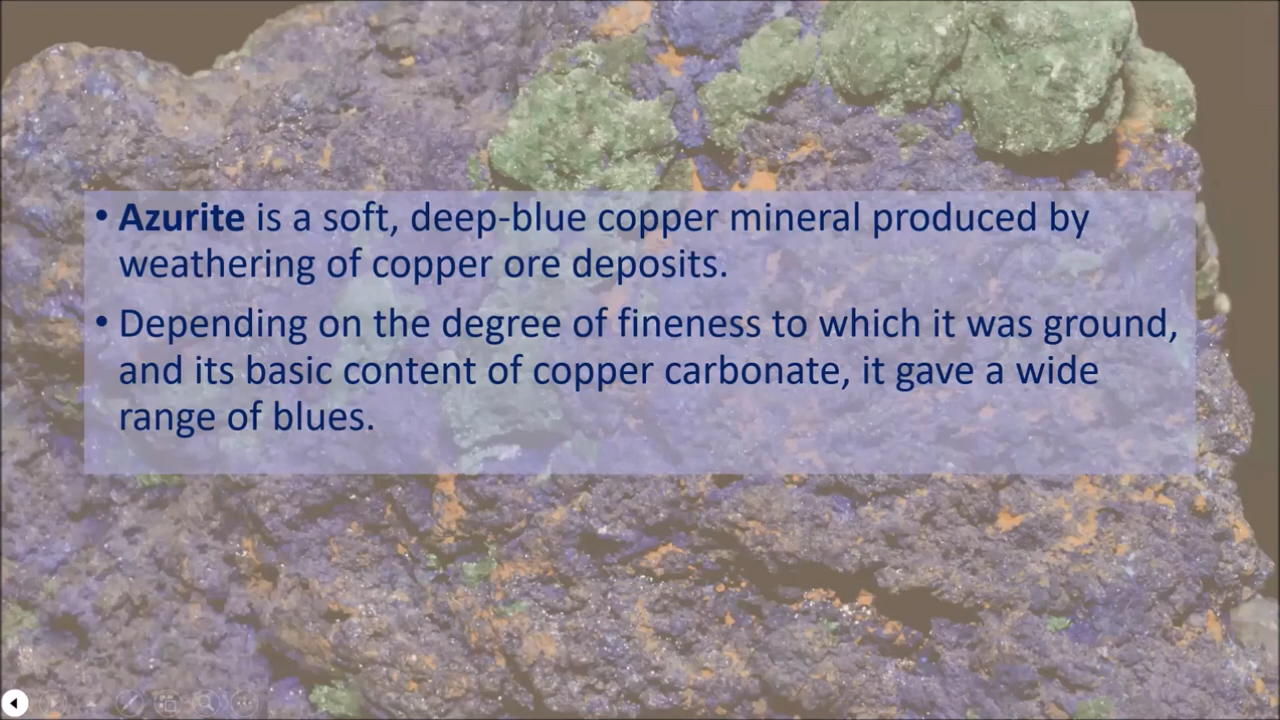 • Azurite is a soft, deep-blue copper mineral produced by
weathering of copper ore deposits.
• Depending on the degree of fineness to which it was ground,
and its basic content of copper carbonate, it gave a wide
range of blues.